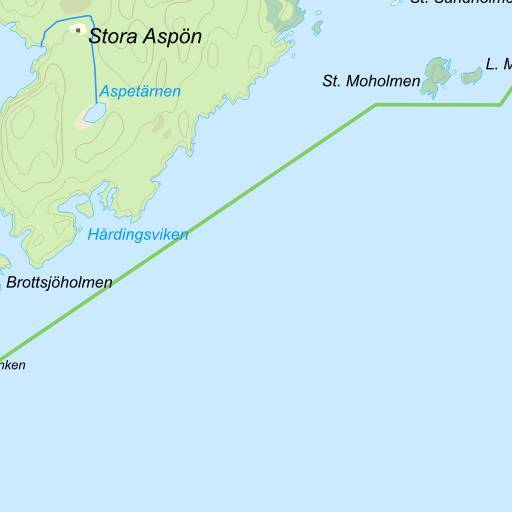 Stora Aspön
St. Moholmen
Aspetärnen
Hårdingsviken
Brottsjöholmen